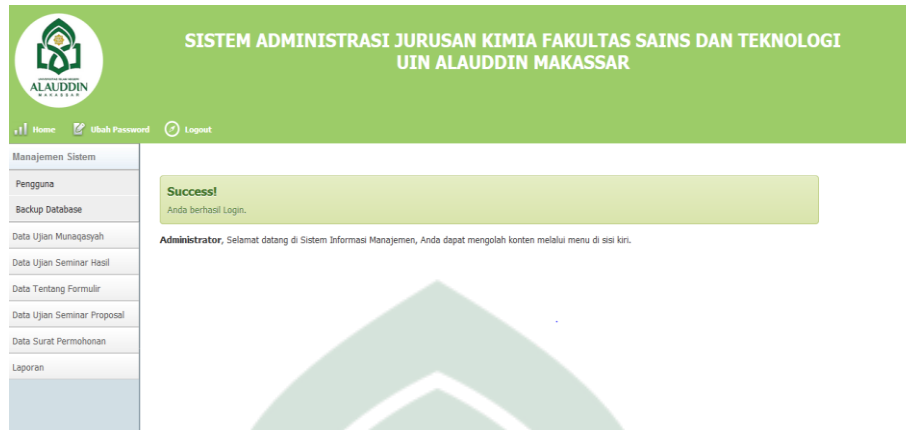 SISTEM ADMINISTRASI JURUSAN KIMIA FAKULTAS SAINS DAN TEKNOLOGI
UIN ALAUDDIN MAKASSAR
ALAUDDIN
MAKASSAR
Home
Ubah Password
Logout
Manajemen Sistem
Pengguna
Backup Database
Data Ujian Munaqasyah
Data Ujian Seminar Hasil
Data Tentang Formulir
Data Ujian Seminar Proposal
Data Surat Permohonan
Laporan
Success!
Anda berhasil Login.
Administrator, Selamat datang di Sistem Informasi Manajemen, Anda dapat mengolah konten melalui menu di sisi kiri.